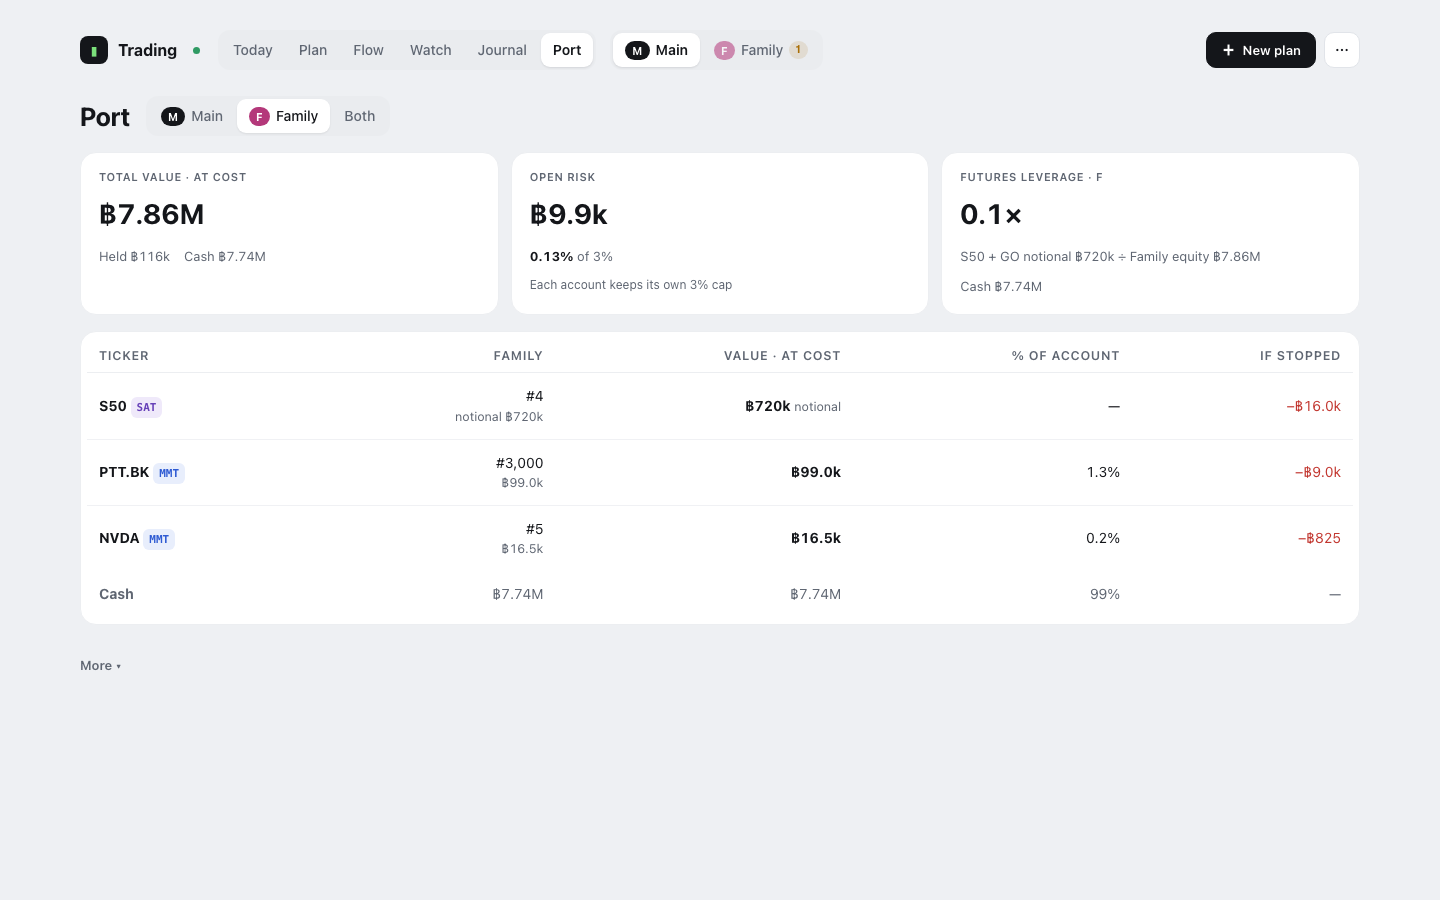 Trading Today Plan Flow Watch Journal Port M Main F Family 1 + New plan ...
Port M Main F Family Both
TOTAL VALUE · AT COST
฿7.86M
Held ฿116k Cash ฿7.74M
OPEN RISK
฿9.9k
0.13% of 3%
Each account keeps its own 3% cap
FUTURES LEVERAGE · F
0.1×
S50 + GO notional ฿720k ÷ Family equity ฿7.86M
Cash ฿7.74M
TICKER FAMILY VALUE · AT COST % OF ACCOUNT IF STOPPED
S50 SAT #4 ฿720k notional — −฿16.0k
notional ฿720k
PTT.BK MMT #3,000 ฿99.0k 1.3% −฿9.0k
฿99.0k
NVDA MMT #5 ฿16.5k 0.2% −฿825
฿16.5k
Cash ฿7.74M ฿7.74M 99% —
More ▾